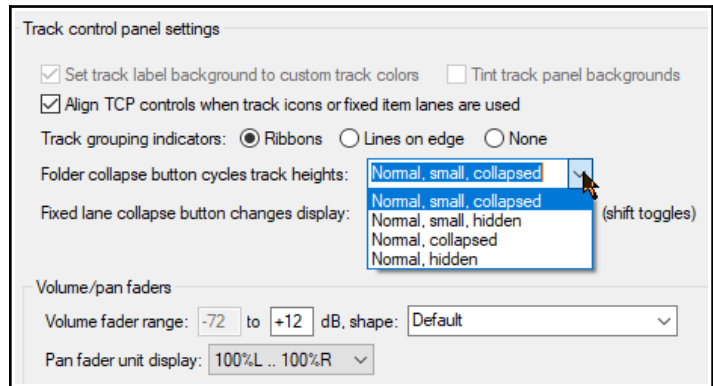 Track control panel settings
Set track label background to custom track colors Tint track panel backgrounds
Align TCP controls when track icons or fixed item lanes are used
Track grouping indicators: Ribbons Lines on edge None
Folder collapse button cycles track heights: Normal, small, collapsed
Normal, small, collapsed
Fixed lane collapse button changes display: Normal, small, hidden (shift toggles)
Normal, collapsed
Normal, hidden
Volume/pan faders
Volume fader range: -72 to +12 dB, shape: Default
Pan fader unit display: 100%L .. 100%R